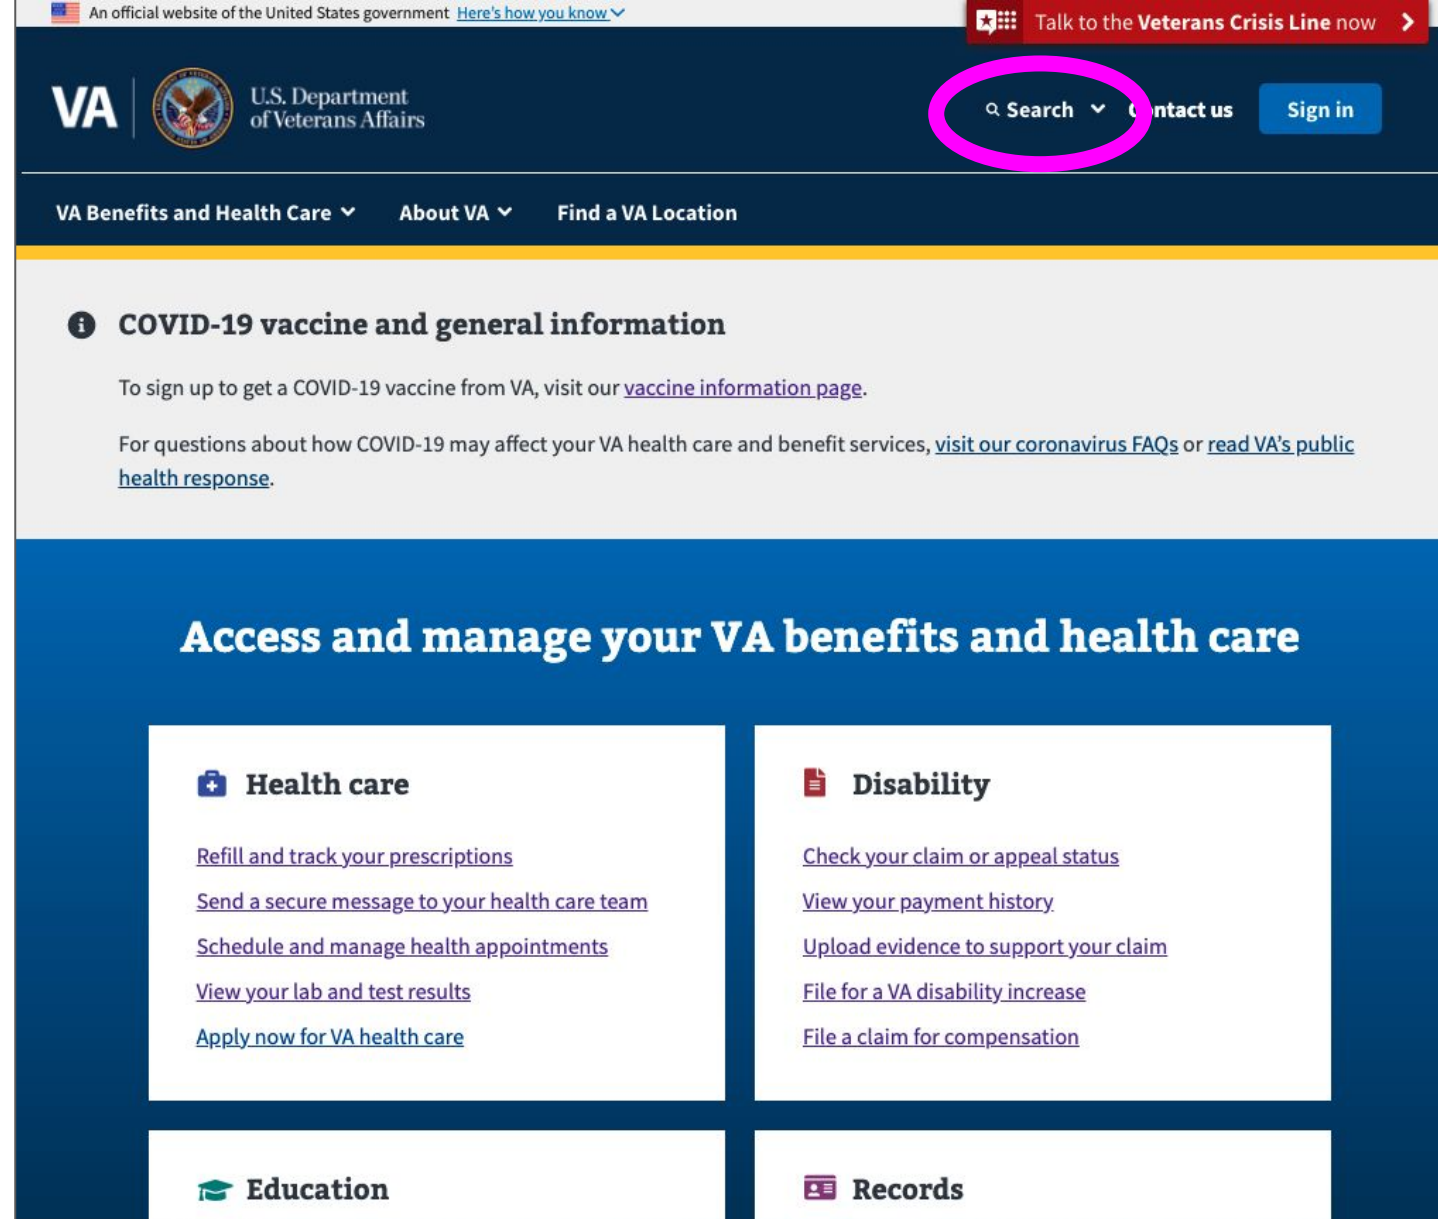 An official website of the United States government Here's how you know
Talk to the Veterans Crisis Line now
VA
U.S. Department
of Veterans Affairs
Search
Contact us
Sign in
VA Benefits and Health Care
About VA
Find a VA Location
COVID-19 vaccine and general information
To sign up to get a COVID-19 vaccine from VA, visit our vaccine information page.
For questions about how COVID-19 may affect your VA health care and benefit services, visit our coronavirus FAQs or read VA's public
health response.
Access and manage your VA benefits and health care
Health care
Refill and track your prescriptions
Send a secure message to your health care team
Schedule and manage health appointments
View your lab and test results
Apply now for VA health care
Disability
Check your claim or appeal status
View your payment history
Upload evidence to support your claim
File for a VA disability increase
File a claim for compensation
Education
Records